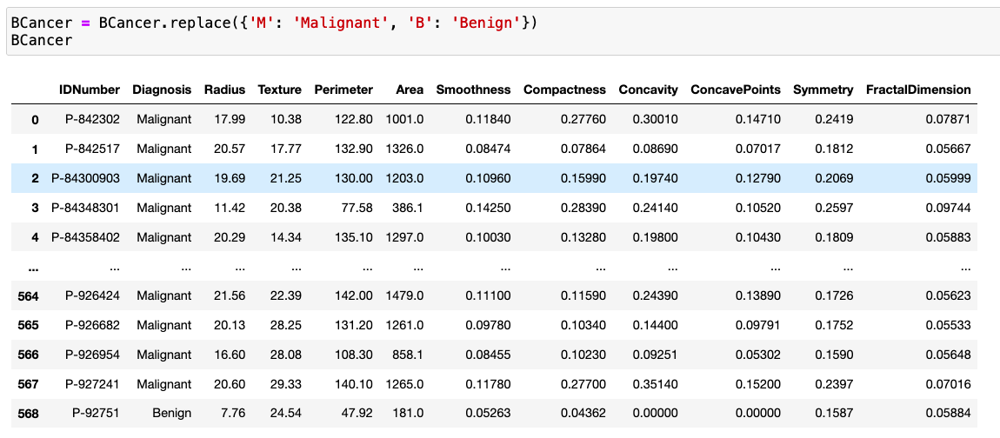 BCancer = BCancer.replace({'M': 'Malignant', 'B': 'Benign'})
BCancer
IDNumber Diagnosis Radius Texture Perimeter Area Smoothness Compactness Concavity ConcavePoints Symmetry FractalDimension
0 P-842302 Malignant 17.99 10.38 122.80 1001.0 0.11840 0.27760 0.30010 0.14710 0.2419 0.07871
1 P-842517 Malignant 20.57 17.77 132.90 1326.0 0.08474 0.07864 0.08690 0.07017 0.1812 0.05667
2 P-84300903 Malignant 19.69 21.25 130.00 1203.0 0.10960 0.15990 0.19740 0.12790 0.2069 0.05999
3 P-84348301 Malignant 11.42 20.38 77.58 386.1 0.14250 0.28390 0.24140 0.10520 0.2597 0.09744
4 P-84358402 Malignant 20.29 14.34 135.10 1297.0 0.10030 0.13280 0.19800 0.10430 0.1809 0.05883
... ... ... ... ... ... ... ... ... ... ... ... ...
564 P-926424 Malignant 21.56 22.39 142.00 1479.0 0.11100 0.11590 0.24390 0.13890 0.1726 0.05623
565 P-926682 Malignant 20.13 28.25 131.20 1261.0 0.09780 0.10340 0.14400 0.09791 0.1752 0.05533
566 P-926954 Malignant 16.60 28.08 108.30 858.1 0.08455 0.10230 0.09251 0.05302 0.1590 0.05648
567 P-927241 Malignant 20.60 29.33 140.10 1265.0 0.11780 0.27700 0.35140 0.15200 0.2397 0.07016
568 P-92751 Benign 7.76 24.54 47.92 181.0 0.05263 0.04362 0.00000 0.00000 0.1587 0.05884